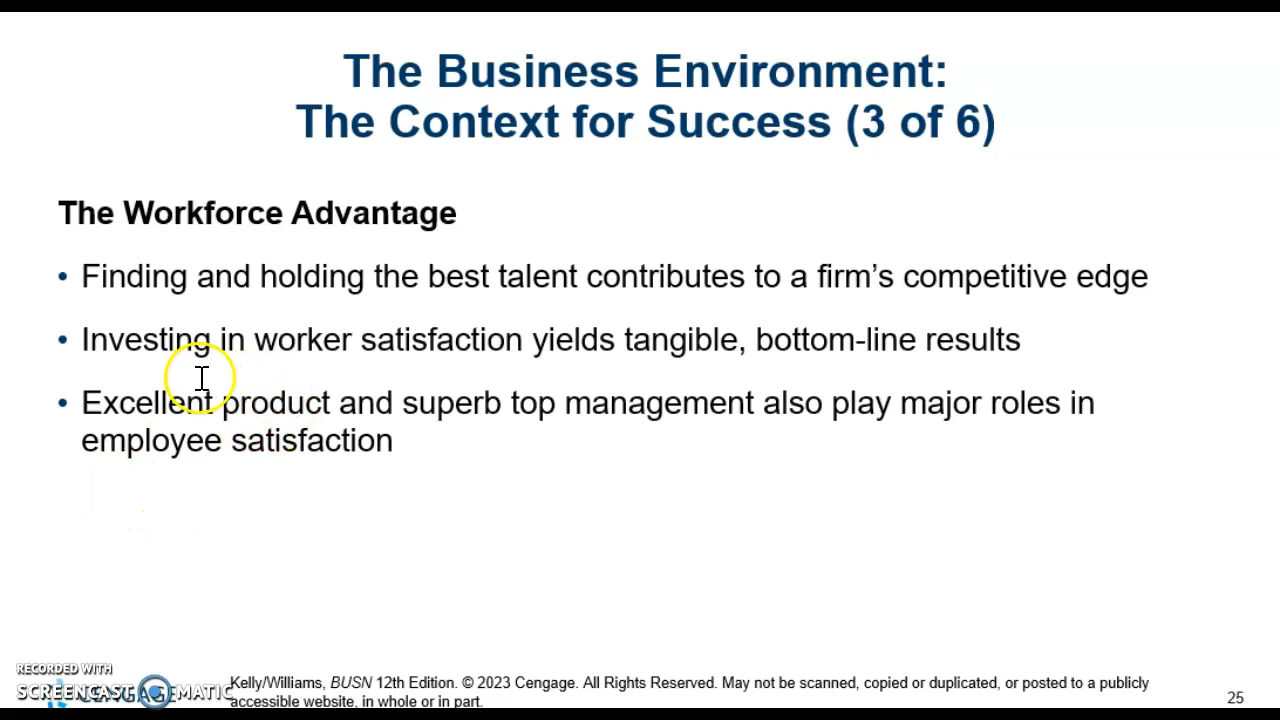 The Business Environment:
The Context for Success (3 of 6)
The Workforce Advantage
• Finding and holding the best talent contributes to a firm’s competitive edge
• Investing in worker satisfaction yields tangible, bottom-line results
• Excellent product and superb top management also play major roles in
employee satisfaction
RECORDED WITH
SCREENCAST MATIC
CENGAGE
Kelly/Williams, BUSN 12th Edition. © 2023 Cengage. All Rights Reserved. May not be scanned, copied or duplicated, or posted to a publicly
accessible website, in whole or in part.
25